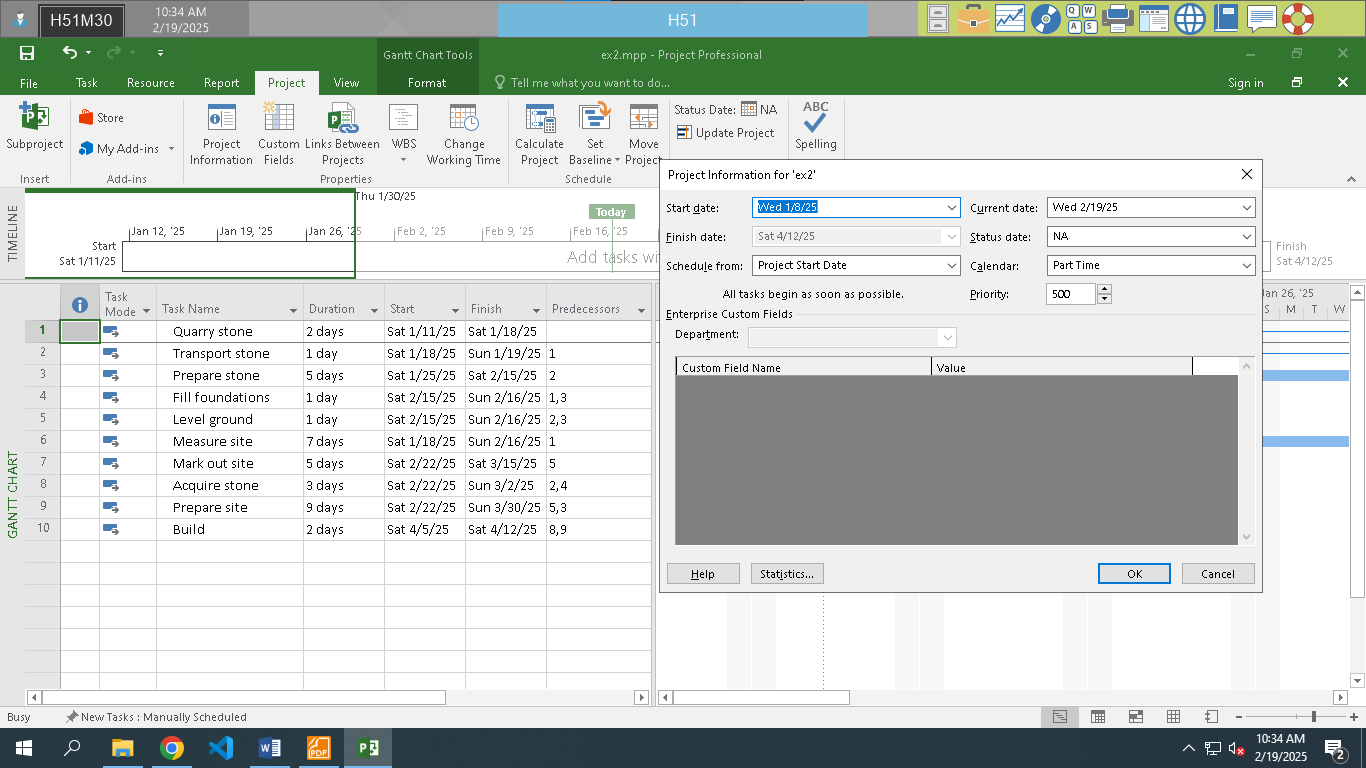 H51M30
10:34 AM
2/19/2025
H51
Q W
A S
Gantt Chart Tools
ex2.mpp - Project Professional
File
Task
Resource
Report
Project
View
Format
Tell me what you want to do...
Sign in
Subproject
Store
My Add-ins
Project Information
Custom Fields
Links Between Projects
WBS
Change Working Time
Calculate Project
Set Baseline
Move Project
Status Date:
NA
Update Project
ABC
Spelling
Insert
Add-ins
Properties
Schedule
TIMELINE
Thu 1/30/25
Today
Jan 12, '25
Jan 19, '25
Jan 26, '25
Feb 2, '25
Feb 9, '25
Feb 16, '25
Start
Sat 1/11/25
Add tasks wi
Finish
Sat 4/12/25
Project Information for 'ex2'
Start date:
Wed 1/8/25
Current date:
Wed 2/19/25
Finish date:
Sat 4/12/25
Status date:
NA
Schedule from:
Project Start Date
Calendar:
Part Time
All tasks begin as soon as possible.
Priority:
500
Enterprise Custom Fields
Department:
Custom Field Name
Value
Help
Statistics...
OK
Cancel
Jan 26, '25
S M T W
GANTT CHART
Task Mode
Task Name
Duration
Start
Finish
Predecessors
1 Quarry stone 2 days Sat 1/11/25 Sat 1/18/25
2 Transport stone 1 day Sat 1/18/25 Sun 1/19/25 1
3 Prepare stone 5 days Sat 1/25/25 Sat 2/15/25 2
4 Fill foundations 1 day Sat 2/15/25 Sun 2/16/25 1,3
5 Level ground 1 day Sat 2/15/25 Sun 2/16/25 2,3
6 Measure site 7 days Sat 1/18/25 Sun 2/16/25 1
7 Mark out site 5 days Sat 2/22/25 Sat 3/15/25 5
8 Acquire stone 3 days Sat 2/22/25 Sun 3/2/25 2,4
9 Prepare site 9 days Sat 2/22/25 Sun 3/30/25 5,3
10 Build 2 days Sat 4/5/25 Sat 4/12/25 8,9
Busy
New Tasks : Manually Scheduled
PDF
10:34 AM
2/19/2025
2